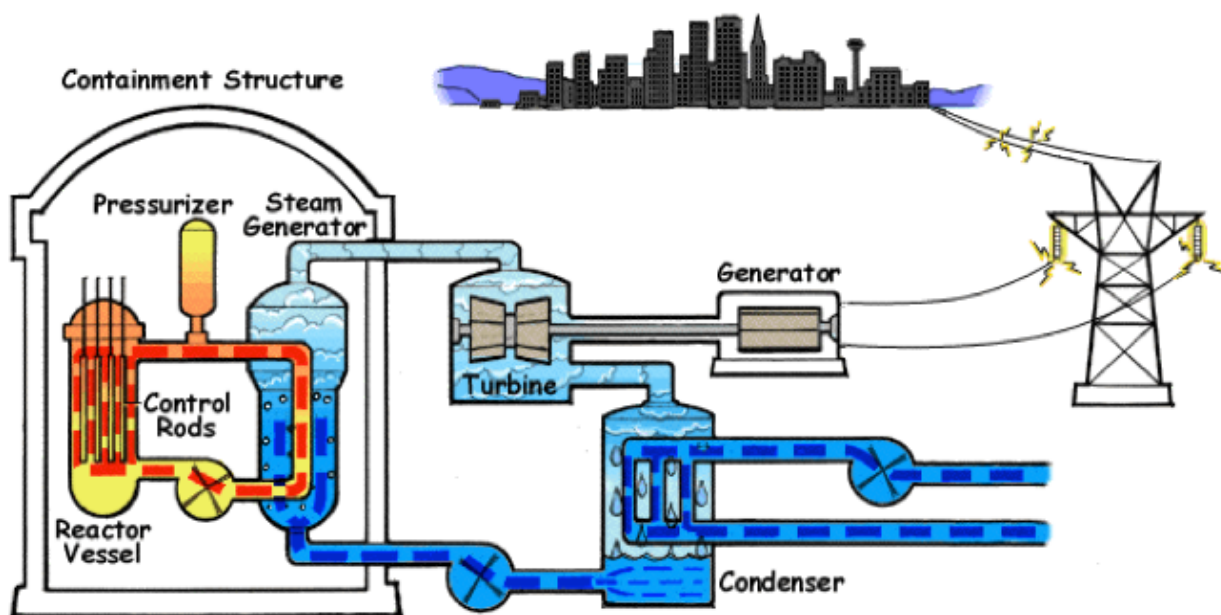 Containment Structure
Pressurizer
Steam
Generator
Generator
Turbine
Control
Rods
Reactor
Vessel
Condenser